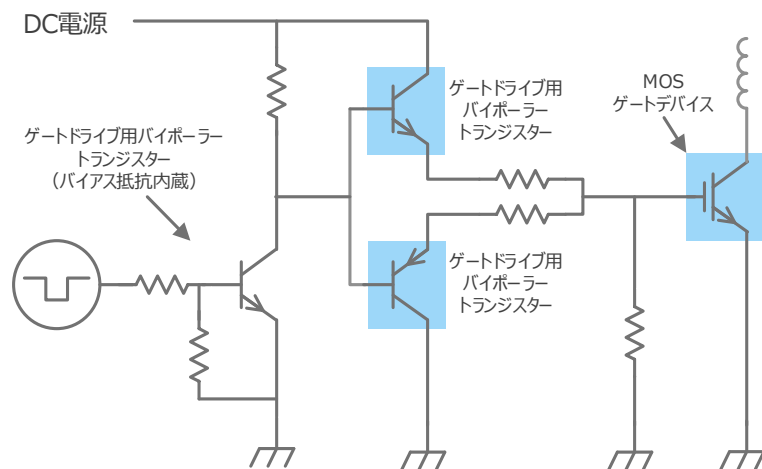 DC電源
ゲートドライブ用バイポーラー
トランジスター
（バイアス抵抗内蔵）
ゲートドライブ用
バイポーラー
トランジスター
MOS
ゲートデバイス
ゲートドライブ用
バイポーラー
トランジスター